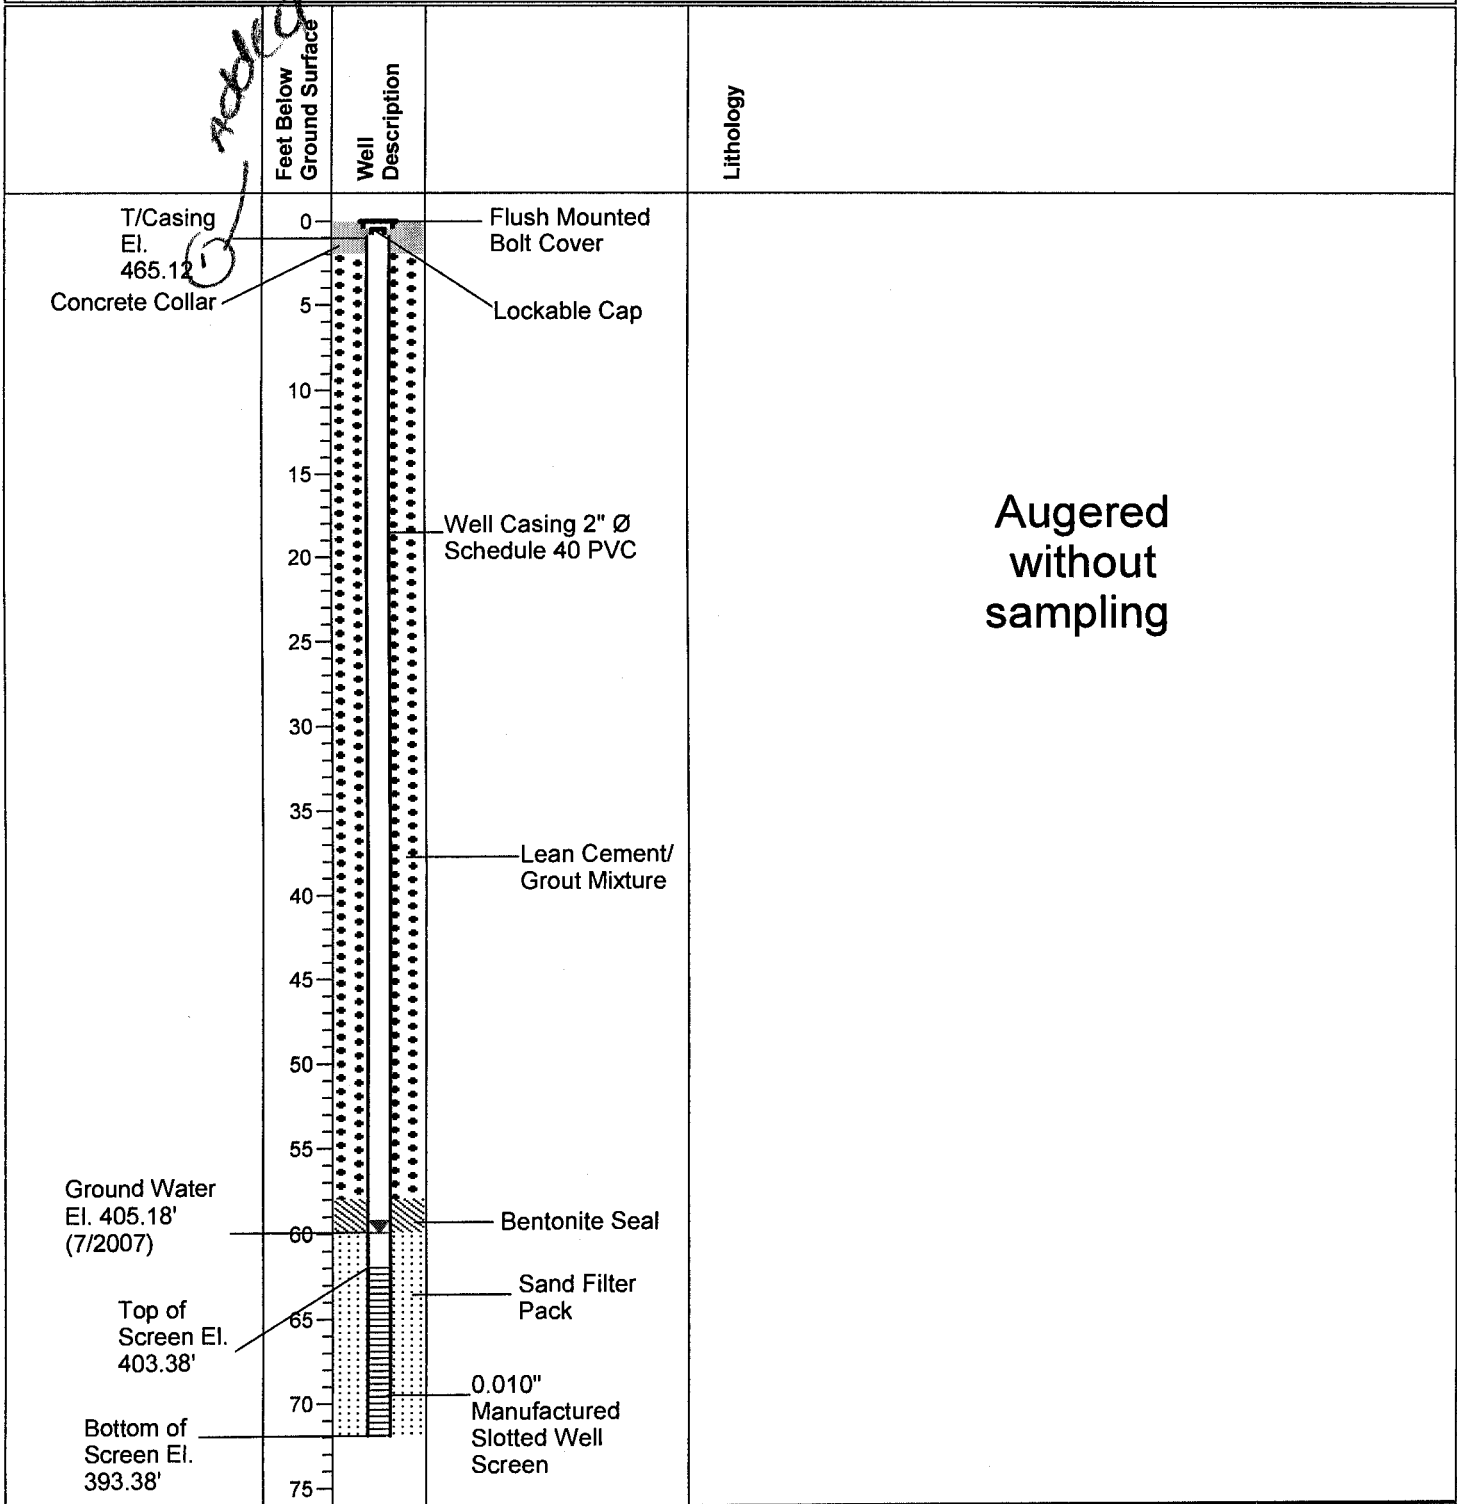 Added
Feet Below
Ground Surface
Well
Description
Lithology
T/Casing
El.
465.12'
Concrete Collar
Flush Mounted
Bolt Cover
Lockable Cap
0
5
10
15
20
25
30
35
40
45
50
55
60
65
70
75
Well Casing 2" Ø
Schedule 40 PVC
Augered
without
sampling
Lean Cement/
Grout Mixture
Ground Water
El. 405.18'
(7/2007)
Bentonite Seal
Top of
Screen El.
403.38'
Sand Filter
Pack
Bottom of
Screen El.
393.38'
0.010"
Manufactured
Slotted Well
Screen